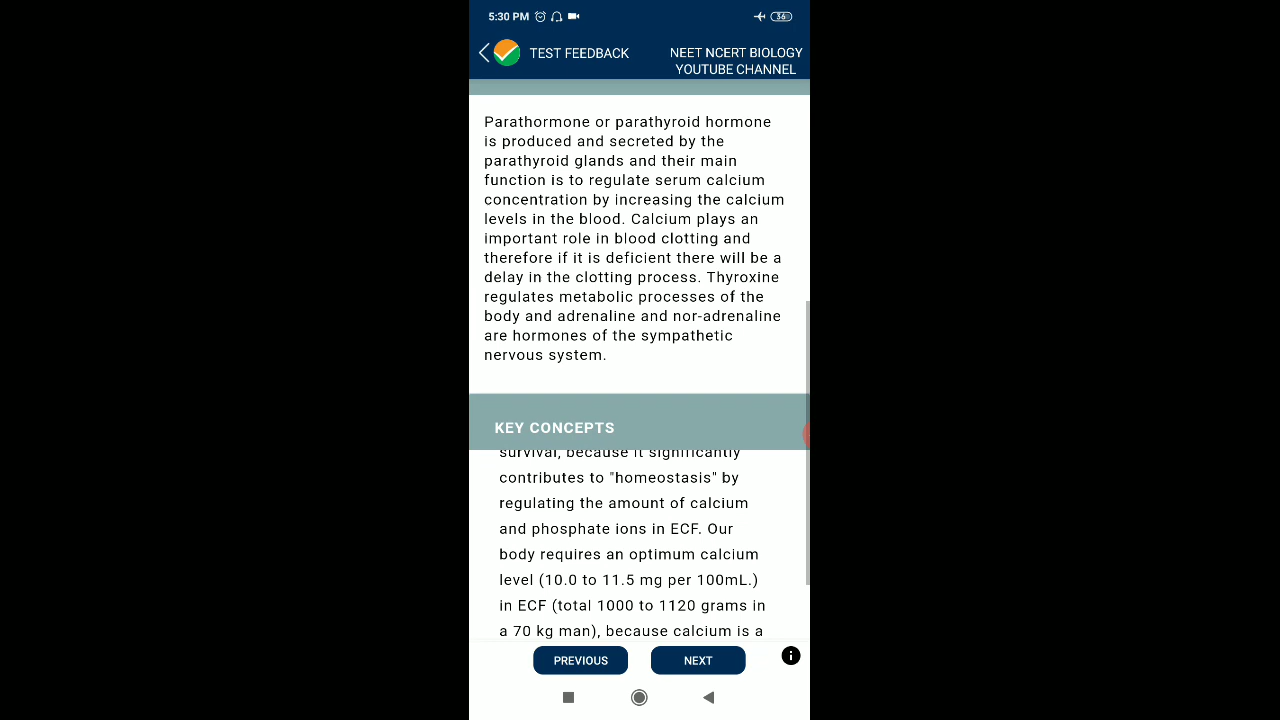 5:30 PM
36
TEST FEEDBACK
NEET NCERT BIOLOGY
YOUTUBE CHANNEL
Parathormone or parathyroid hormone
is produced and secreted by the
parathyroid glands and their main
function is to regulate serum calcium
concentration by increasing the calcium
levels in the blood. Calcium plays an
important role in blood clotting and
therefore if it is deficient there will be a
delay in the clotting process. Thyroxine
regulates metabolic processes of the
body and adrenaline and nor-adrenaline
are hormones of the sympathetic
nervous system.
KEY CONCEPTS
survival, because it significantly
contributes to "homeostasis" by
regulating the amount of calcium
and phosphate ions in ECF. Our
body requires an optimum calcium
level (10.0 to 11.5 mg per 100mL.)
in ECF (total 1000 to 1120 grams in
a 70 kg man), because calcium is a
PREVIOUS
NEXT